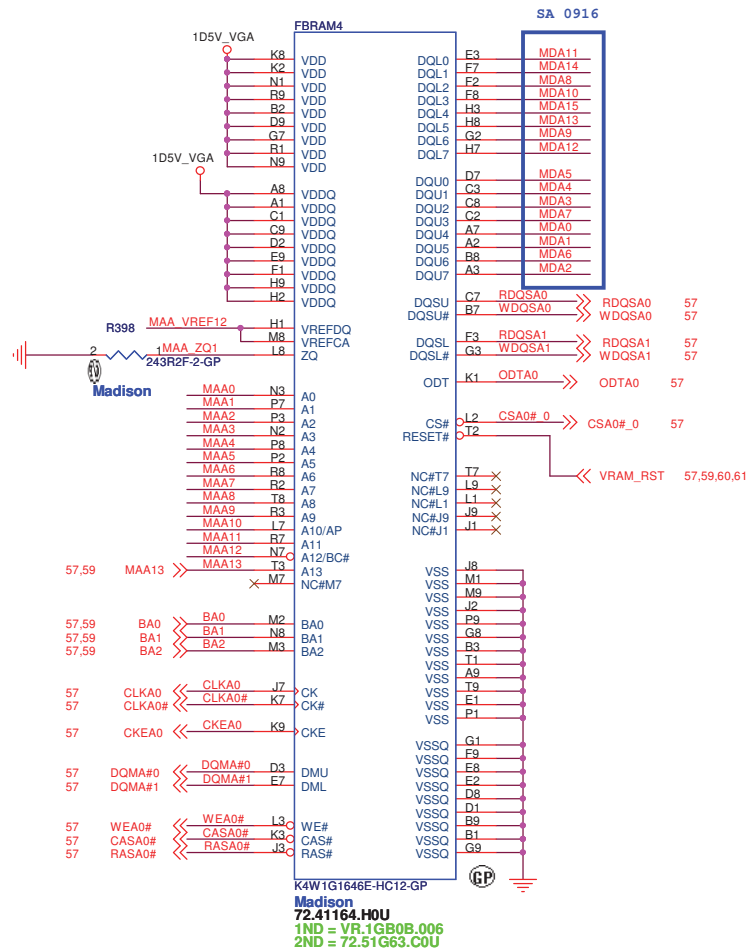 SA 0916
FBRAM4
1D5V_VGA
K8 VDD DQL0 E3 MDA11
K2 VDD DQL1 F7 MDA14
N1 VDD DQL2 F2 MDA8
R9 VDD DQL3 F8 MDA10
B2 VDD DQL4 H3 MDA15
D9 VDD DQL5 H8 MDA13
G7 VDD DQL6 G2 MDA9
R1 VDD DQL7 H7 MDA12
N9 VDD
1D5V_VGA
A8 VDDQ DQU0 D7 MDA5
A1 VDDQ DQU1 C3 MDA4
C1 VDDQ DQU2 C8 MDA3
C9 VDDQ DQU3 C2 MDA7
D2 VDDQ DQU4 A7 MDA0
E9 VDDQ DQU5 A2 MDA1
F1 VDDQ DQU6 B8 MDA6
H9 VDDQ DQU7 A3 MDA2
H2 VDDQ
DQSU C7 RDQSA0 RDQSA0 57
DQSU# B7 WDQSA0 WDQSA0 57
R398 MAA_VREF12 H1 VREFDQ
M8 VREFCA
DQSL F3 RDQSA1 RDQSA1 57
DQSL# G3 WDQSA1 WDQSA1 57
2 1 MAA_ZQ1 L8 ZQ
243R2F-2-GP
Madison
ODT K1 ODTA0 ODTA0 57
MAA0 N3 A0
MAA1 P7 A1
MAA2 P3 A2
MAA3 N2 A3
MAA4 P8 A4
MAA5 P2 A5
MAA6 R8 A6
MAA7 R2 A7
MAA8 T8 A8
MAA9 R3 A9
MAA10 L7 A10/AP
MAA11 R7 A11
MAA12 N7 A12/BC#
57,59 MAA13 MAA13 T3 A13
M7 NC#M7
CS# L2 CSA0#_0 CSA0#_0 57
RESET# T2
VRAM_RST 57,59,60,61
NC#T7 T7
NC#L9 L9
NC#L1 L1
NC#J9 J9
NC#J1 J1
57,59 BA0 BA0 M2 BA0
57,59 BA1 BA1 N8 BA1
57,59 BA2 BA2 M3 BA2
57 CLKA0 CLKA0 J7 CK
57 CLKA0# CLKA0# K7 CK#
57 CKEA0 CKEA0 K9 CKE
57 DQMA#0 DQMA#0 D3 DMU
57 DQMA#1 DQMA#1 E7 DML
57 WEA0# WEA0# L3 WE#
57 CASA0# CASA0# K3 CAS#
57 RASA0# RASA0# J3 RAS#
VSS J8
VSS M1
VSS M9
VSS J2
VSS P9
VSS G8
VSS B3
VSS T1
VSS A9
VSS T9
VSS E1
VSS P1
VSSQ G1
VSSQ F9
VSSQ E8
VSSQ E2
VSSQ D8
VSSQ D1
VSSQ B9
VSSQ B1
VSSQ G9
GP
K4W1G1646E-HC12-GP
Madison
72.41164.H0U
1ND = VR.1GB0B.006
2ND = 72.51G63.C0U